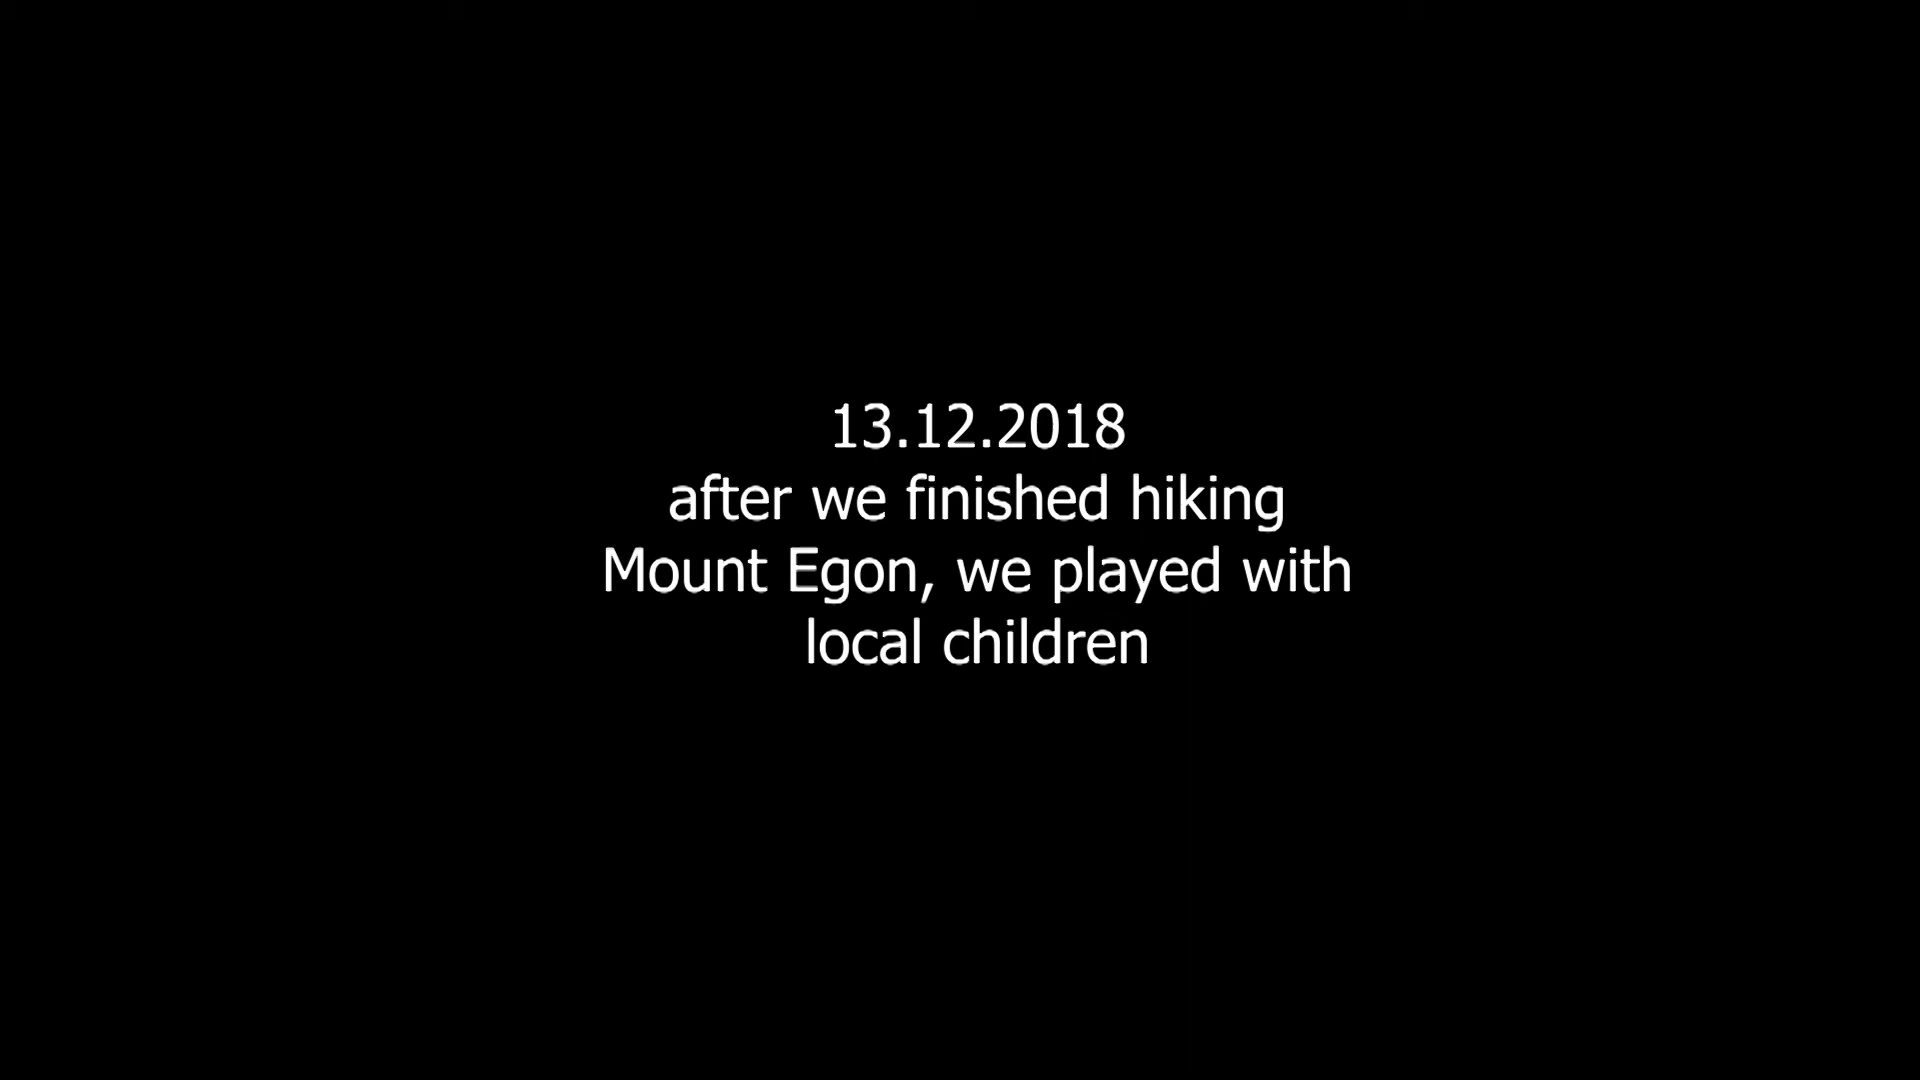 13.12.2018
after we finished hiking
Mount Egon, we played with
local children